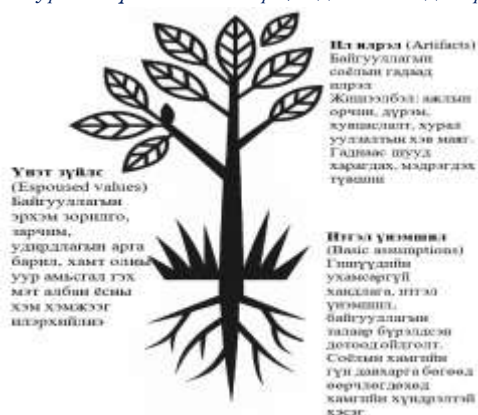 Ил илрэл (Artifacts)
Байгууллагын
соёлын гадаад
илрэл
Жишээлбэл: ажлын
орчин, дүрэм,
хувцаслалт, хурал
уулзалтын хэв маяг.
Гаднаас шууд
харагдах, мэдрэгдэх
түвшин
Үнэт зүйлс
(Espoused values)
Байгууллагын
эрхэм зорилго,
зарчим,
удирдлагын арга
барил, хамт олны
уур амьсгал гэх
мэт албан ёсны
хэм хэмжээг
илэрхийлнэ
Итгэл үнэмшил
(Basic assumptions)
Гишүүдийн
ухамсаргүй
хандлага, итгэл
үнэмшил,
байгууллагын
талаар бүрэлдсэн
дотоод ойлголт.
Соёлын хамгийн
гүн давхарга бөгөөд
өөрчлөгдөхөд
хамгийн хүндрэлтэй
хэсэг